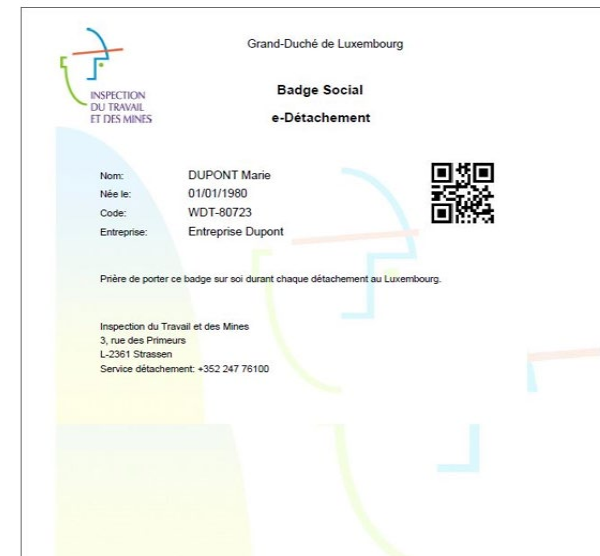 INSPECTION
DU TRAVAIL
ET DES MINES
Grand-Duché de Luxembourg
Badge Social
e-Détachement
Nom: DUPONT Marie
Née le: 01/01/1980
Code: WDT-80723
Entreprise: Entreprise Dupont
Prière de porter ce badge sur soi durant chaque détachement au Luxembourg.
Inspection du Travail et des Mines
3, rue des Primeurs
L-2361 Strassen
Service détachement: +352 247 76100